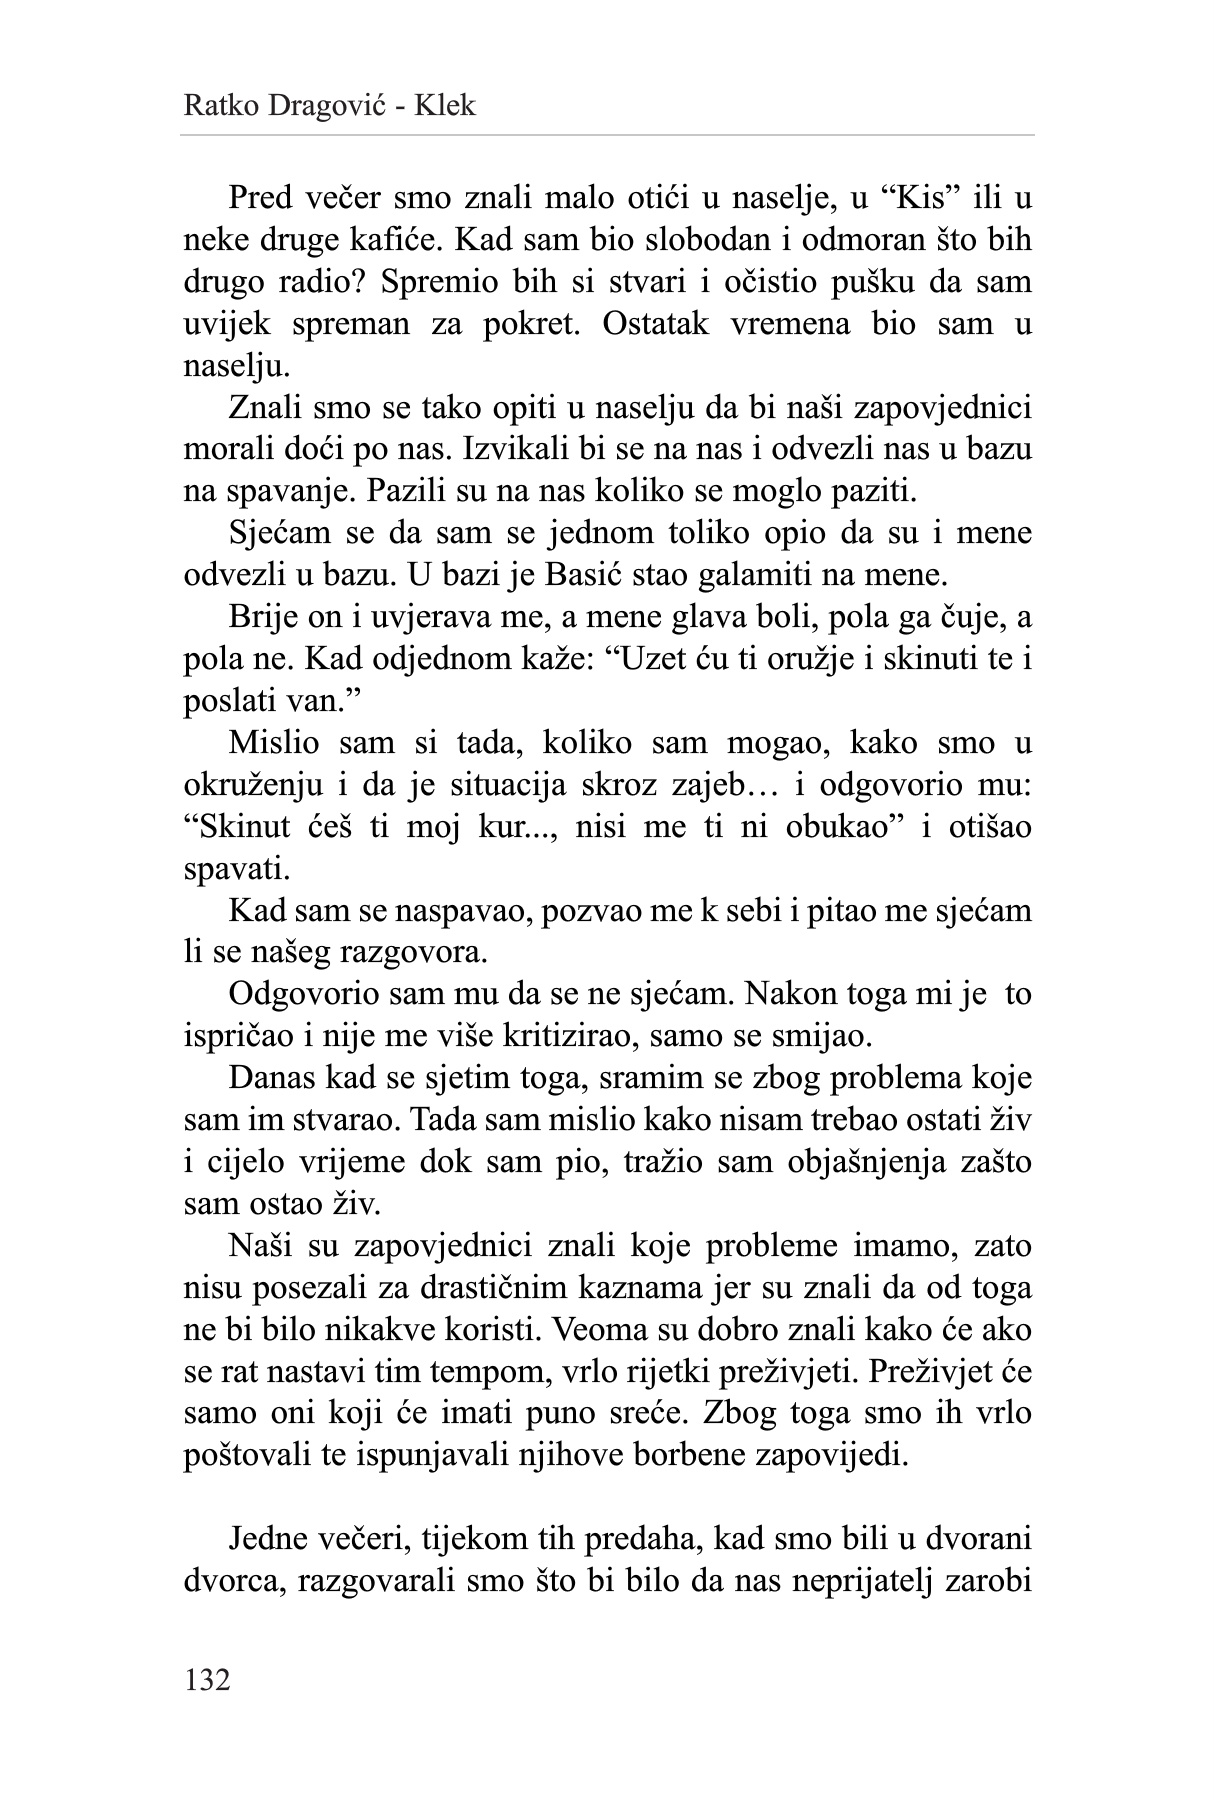 Ratko Dragović - Klek
Pred večer smo znali malo otići u naselje, u “Kis” ili u
neke druge kafiće. Kad sam bio slobodan i odmoran što bih
drugo radio? Spremio bih si stvari i očistio pušku da sam
uvijek spreman za pokret. Ostatak vremena bio sam u
naselju.
Znali smo se tako opiti u naselju da bi naši zapovjednici
morali doći po nas. Izvikali bi se na nas i odvezli nas u bazu
na spavanje. Pazili su na nas koliko se moglo paziti.
Sjećam se da sam se jednom toliko opio da su i mene
odvezli u bazu. U bazi je Basić stao galamiti na mene.
Brije on i uvjerava me, a mene glava boli, pola ga čuje, a
pola ne. Kad odjednom kaže: “Uzet ću ti oružje i skinuti te i
poslati van.”
Mislio sam si tada, koliko sam mogao, kako smo u
okruženju i da je situacija skroz zajeb… i odgovorio mu:
“Skinut ćeš ti moj kur..., nisi me ti ni obukao” i otišao
spavati.
Kad sam se naspavao, pozvao me k sebi i pitao me sjećam
li se našeg razgovora.
Odgovorio sam mu da se ne sjećam. Nakon toga mi je  to
ispričao i nije me više kritizirao, samo se smijao.
Danas kad se sjetim toga, sramim se zbog problema koje
sam im stvarao. Tada sam mislio kako nisam trebao ostati živ
i cijelo vrijeme dok sam pio, tražio sam objašnjenja zašto
sam ostao živ.
Naši su zapovjednici znali koje probleme imamo, zato
nisu posezali za drastičnim kaznama jer su znali da od toga
ne bi bilo nikakve koristi. Veoma su dobro znali kako će ako
se rat nastavi tim tempom, vrlo rijetki preživjeti. Preživjet će
samo oni koji će imati puno sreće. Zbog toga smo ih vrlo
poštovali te ispunjavali njihove borbene zapovijedi.
Jedne večeri, tijekom tih predaha, kad smo bili u dvorani
dvorca, razgovarali smo što bi bilo da nas neprijatelj zarobi
132